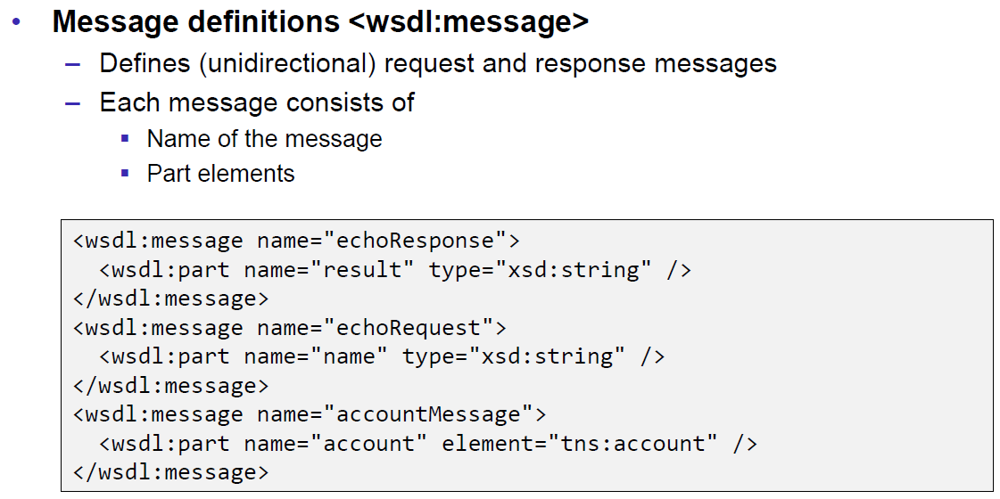 • Message definitions <wsdl:message>
– Defines (unidirectional) request and response messages
– Each message consists of
▪ Name of the message
▪ Part elements
<wsdl:message name="echoResponse">
  <wsdl:part name="result" type="xsd:string" />
</wsdl:message>
<wsdl:message name="echoRequest">
  <wsdl:part name="name" type="xsd:string" />
</wsdl:message>
<wsdl:message name="accountMessage">
  <wsdl:part name="account" element="tns:account" />
</wsdl:message>